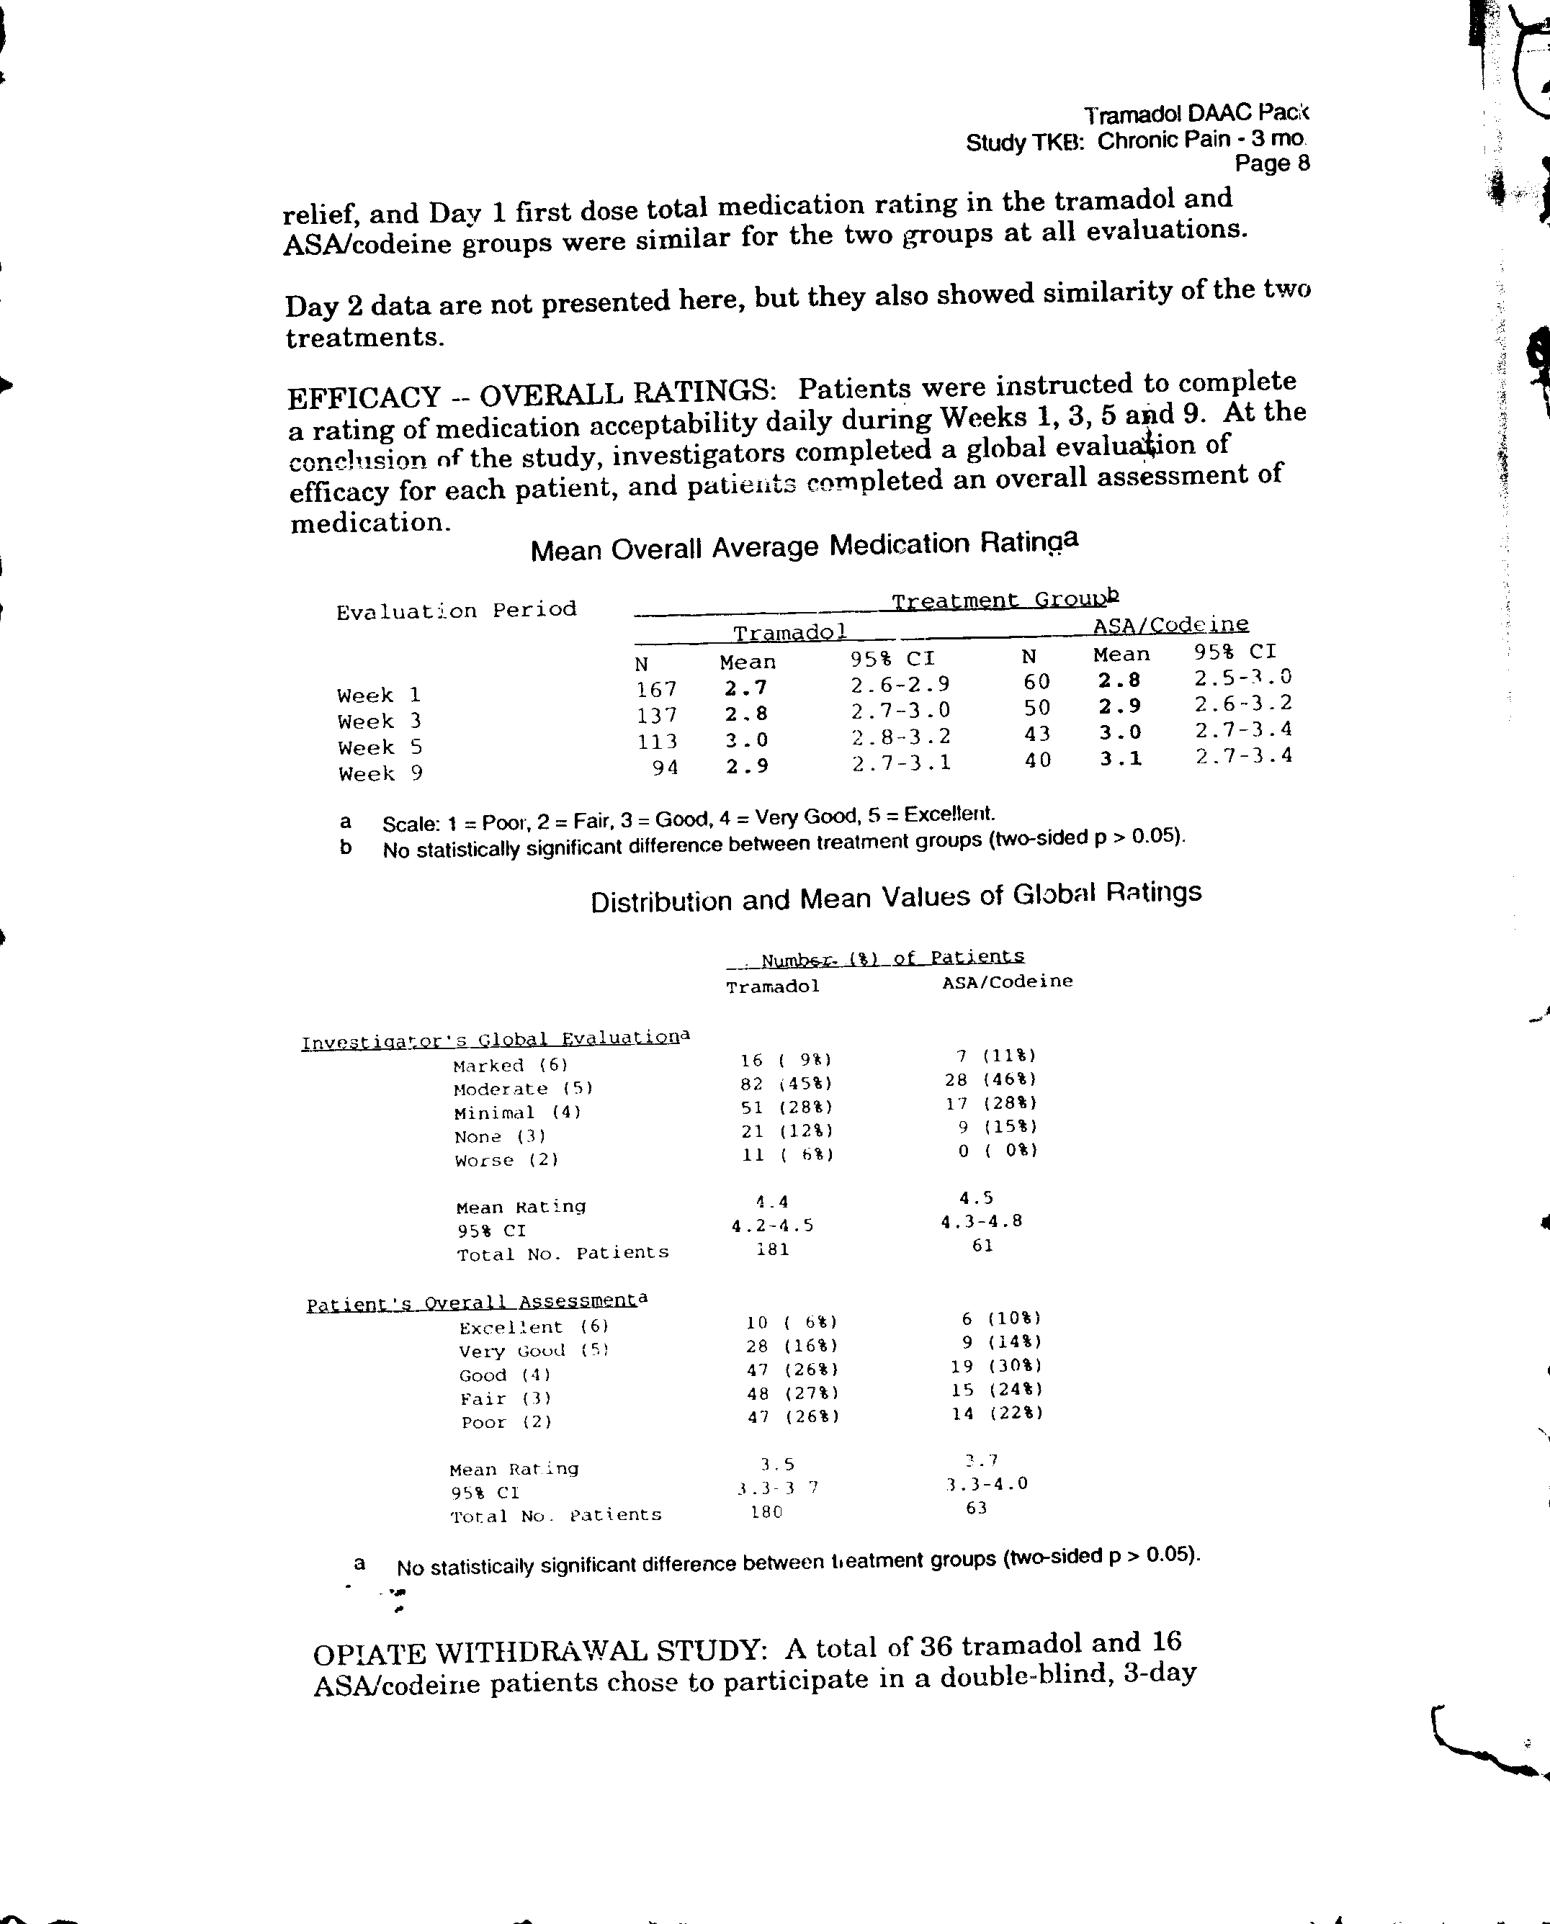 Tramadol DAAC Pack
Study TKB: Chronic Pain - 3 mo.
Page 8
relief, and Day 1 first dose total medication rating in the tramadol and
ASA/codeine groups were similar for the two groups at all evaluations.
Day 2 data are not presented here, but they also showed similarity of the two
treatments.
EFFICACY -- OVERALL RATINGS: Patients were instructed to complete
a rating of medication acceptability daily during Weeks 1, 3, 5 and 9. At the
conclusion of the study, investigators completed a global evaluation of
efficacy for each patient, and patients completed an overall assessment of
medication.
Mean Overall Average Medication Ratinga
Evaluation Period Treatment Groupb
Tramadol ASA/Codeine
N Mean 95% CI N Mean 95% CI
Week 1 167 2.7 2.6-2.9 60 2.8 2.5-3.0
Week 3 137 2.8 2.7-3.0 50 2.9 2.6-3.2
Week 5 113 3.0 2.8-3.2 43 3.0 2.7-3.4
Week 9 94 2.9 2.7-3.1 40 3.1 2.7-3.4
a Scale: 1 = Poor, 2 = Fair, 3 = Good, 4 = Very Good, 5 = Excellent.
b No statistically significant difference between treatment groups (two-sided p > 0.05).
Distribution and Mean Values of Global Ratings
Number (%) of Patients
Tramadol ASA/Codeine
Investigator's Global Evaluationa
Marked (6) 16 ( 9%) 7 (11%)
Moderate (5) 82 (45%) 28 (46%)
Minimal (4) 51 (28%) 17 (28%)
None (3) 21 (12%) 9 (15%)
Worse (2) 11 ( 6%) 0 ( 0%)
Mean Rating 4.4 4.5
95% CI 4.2-4.5 4.3-4.8
Total No. Patients 181 61
Patient's Overall Assessmenta
Excellent (6) 10 ( 6%) 6 (10%)
Very Good (5) 28 (16%) 9 (14%)
Good (4) 47 (26%) 19 (30%)
Fair (3) 48 (27%) 15 (24%)
Poor (2) 47 (26%) 14 (22%)
Mean Rating 3.5 3.7
95% CI 3.3-3.7 3.3-4.0
Total No. Patients 180 63
a No statistically significant difference between treatment groups (two-sided p > 0.05).
OPIATE WITHDRAWAL STUDY: A total of 36 tramadol and 16
ASA/codeine patients chose to participate in a double-blind, 3-day